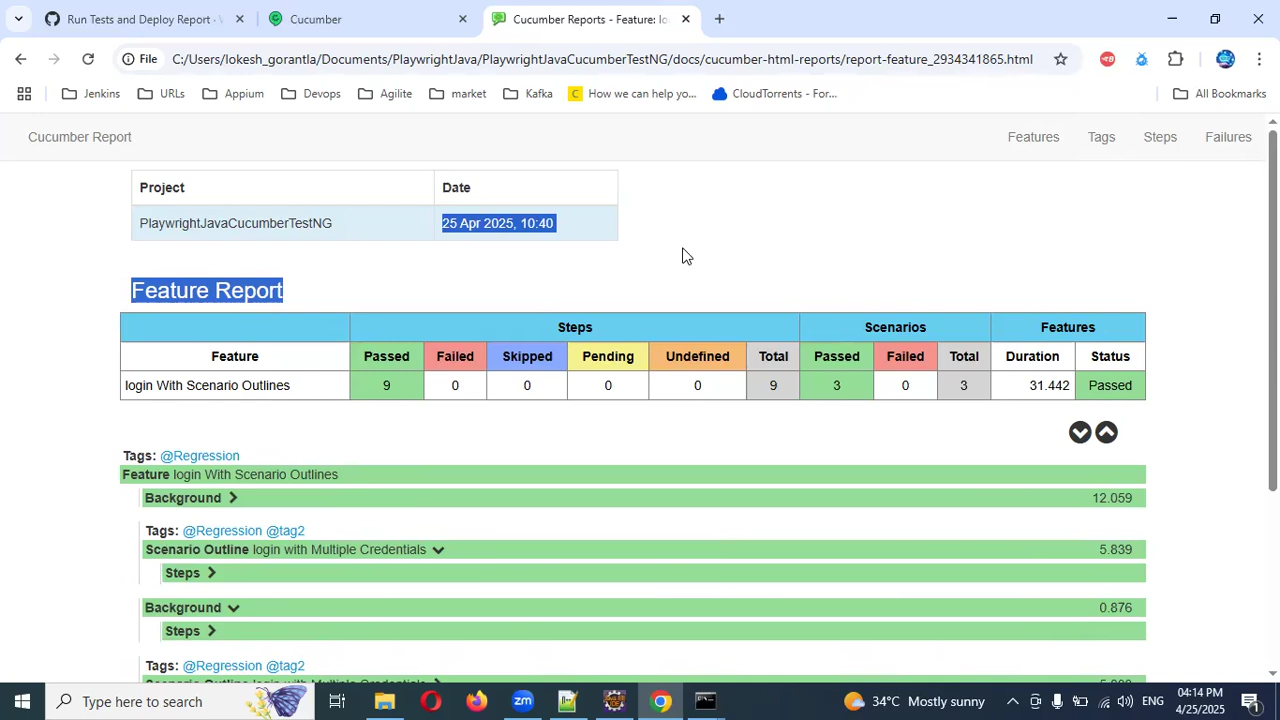 Run Tests and Deploy Report ·
Cucumber
Cucumber Reports - Feature: lo
File
C:/Users/lokesh_gorantla/Documents/PlaywrightJava/PlaywrightJavaCucumberTestNG/docs/cucumber-html-reports/report-feature_2934341865.html
Jenkins
URLs
Appium
Devops
Agilite
market
Kafka
How we can help yo...
CloudTorrents - For...
All Bookmarks
Cucumber Report
Features
Tags
Steps
Failures
Project Date
PlaywrightJavaCucumberTestNG 25 Apr 2025, 10:40
Feature Report
Steps Scenarios Features
Feature Passed Failed Skipped Pending Undefined Total Passed Failed Total Duration Status
login With Scenario Outlines 9 0 0 0 0 9 3 0 3 31.442 Passed
Tags: @Regression
Feature login With Scenario Outlines
Background 12.059
Tags: @Regression @tag2
Scenario Outline login with Multiple Credentials 5.839
Steps
Background 0.876
Steps
Tags: @Regression @tag2
Type here to search
zm
34°C Mostly sunny
ENG
04:14 PM
4/25/2025